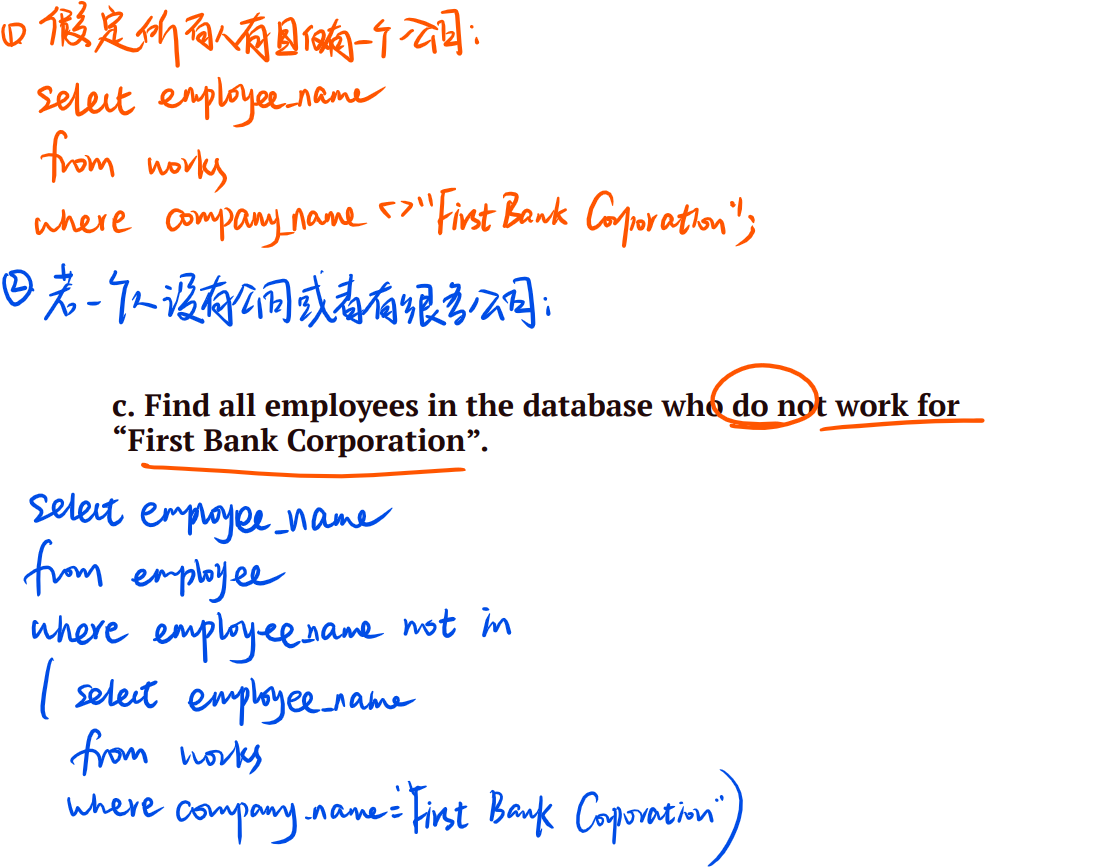 ① 假定所有人有且仅有一个公司;
select employee_name
from works
where company_name <>"First Bank Corporation";
② 若一个人没有公司或者有很多公司;
c. Find all employees in the database who do not work for
“First Bank Corporation”.
select employee_name
from employee
where employee_name not in
( select employee_name
from works
where company_name="First Bank Corporation")